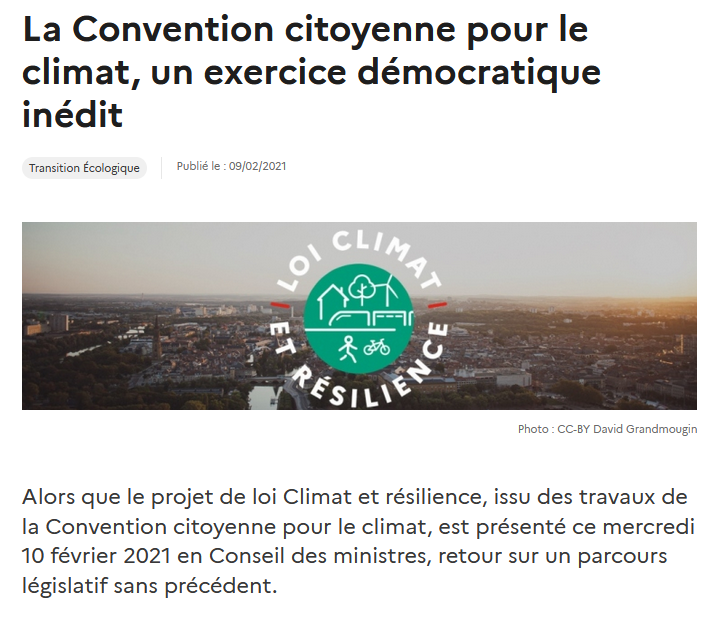 La Convention citoyenne pour le
climat, un exercice démocratique
inédit
Transition Écologique
Publié le : 09/02/2021
LOI CLIMAT
ET RÉSILIENCE
Photo : CC-BY David Grandmougin
Alors que le projet de loi Climat et résilience, issu des travaux de
la Convention citoyenne pour le climat, est présenté ce mercredi
10 février 2021 en Conseil des ministres, retour sur un parcours
législatif sans précédent.